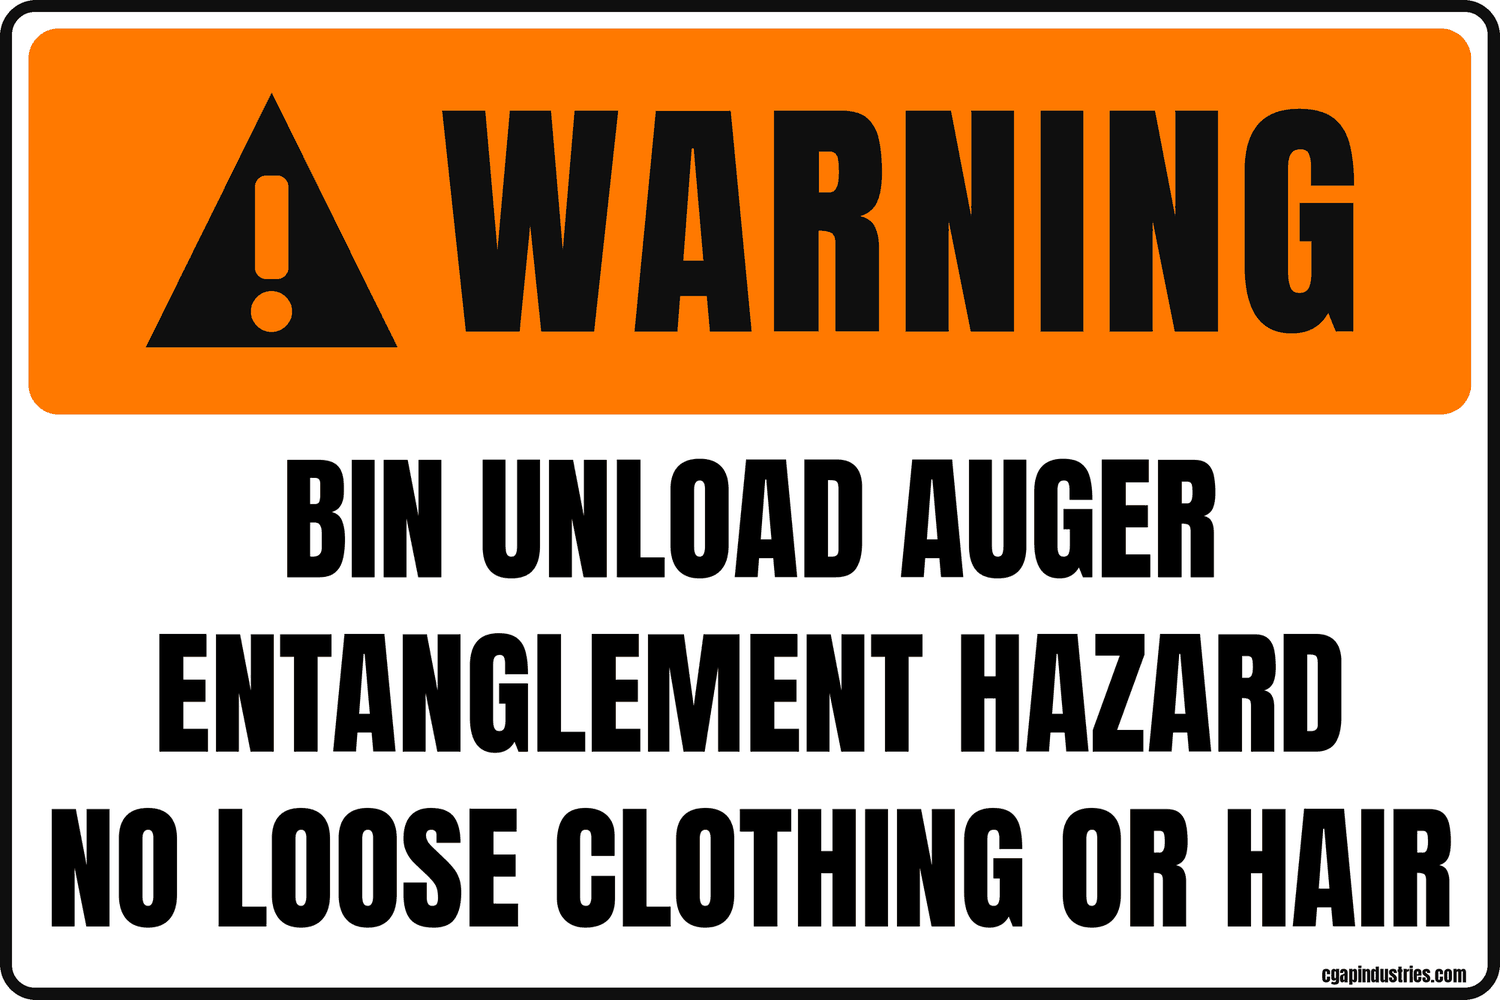 WARNING
BIN UNLOAD AUGER
ENTANGLEMENT HAZARD
NO LOOSE CLOTHING OR HAIR
cgapindustries.com